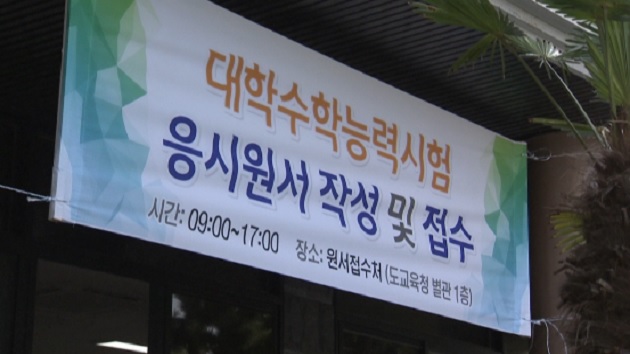 대학수학능력시험
응시원서 작성 및 접수
시간: 09:00~17:00 장소: 원서접수처 (도교육청 별관 1층)